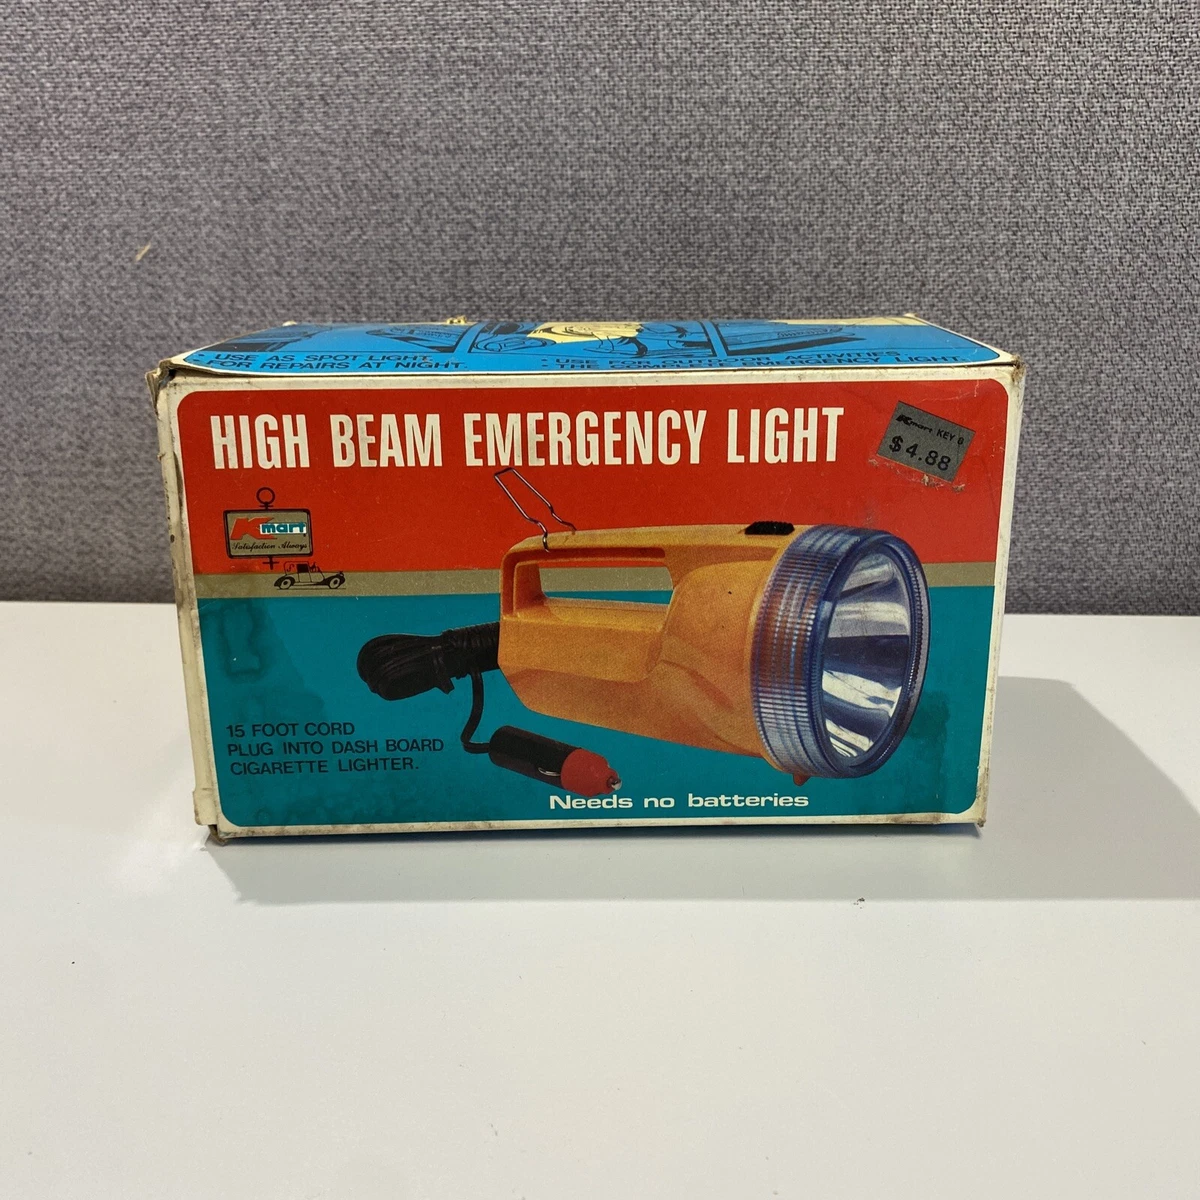 · USE AS SPOT LIGHT.
FOR REPAIRS AT NIGHT.
· USE FOR OUTDOOR ACTIVITIES
· THE COMPLETE EMERGENCY LIGHT.
HIGH BEAM EMERGENCY LIGHT
Kmart KEY
$4.88
Kmart
Satisfaction Always
15 FOOT CORD
PLUG INTO DASH BOARD
CIGARETTE LIGHTER.
Needs no batteries